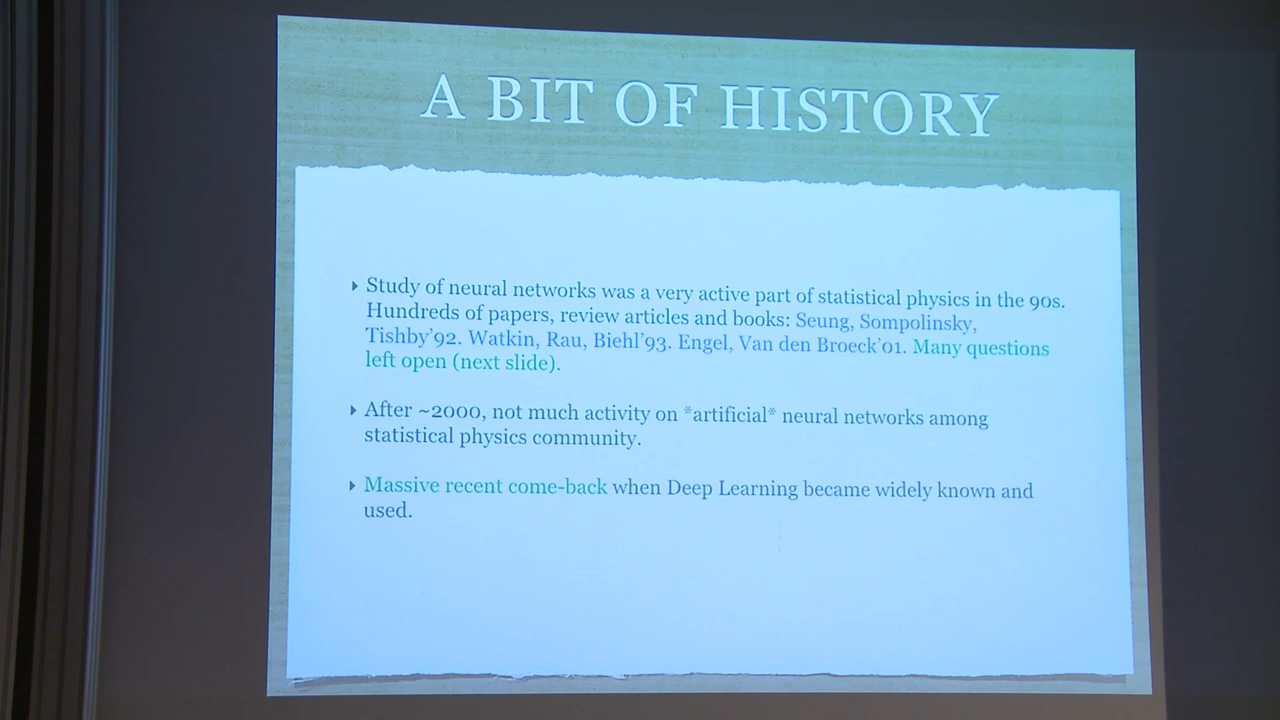 A BIT OF HISTORY
‣ Study of neural networks was a very active part of statistical physics in the 90s.
Hundreds of papers, review articles and books: Seung, Sompolinsky,
Tishby’92. Watkin, Rau, Biehl’93. Engel, Van den Broeck’01. Many questions
left open (next slide).
‣ After ~2000, not much activity on *artificial* neural networks among
statistical physics community.
‣ Massive recent come-back when Deep Learning became widely known and
used.